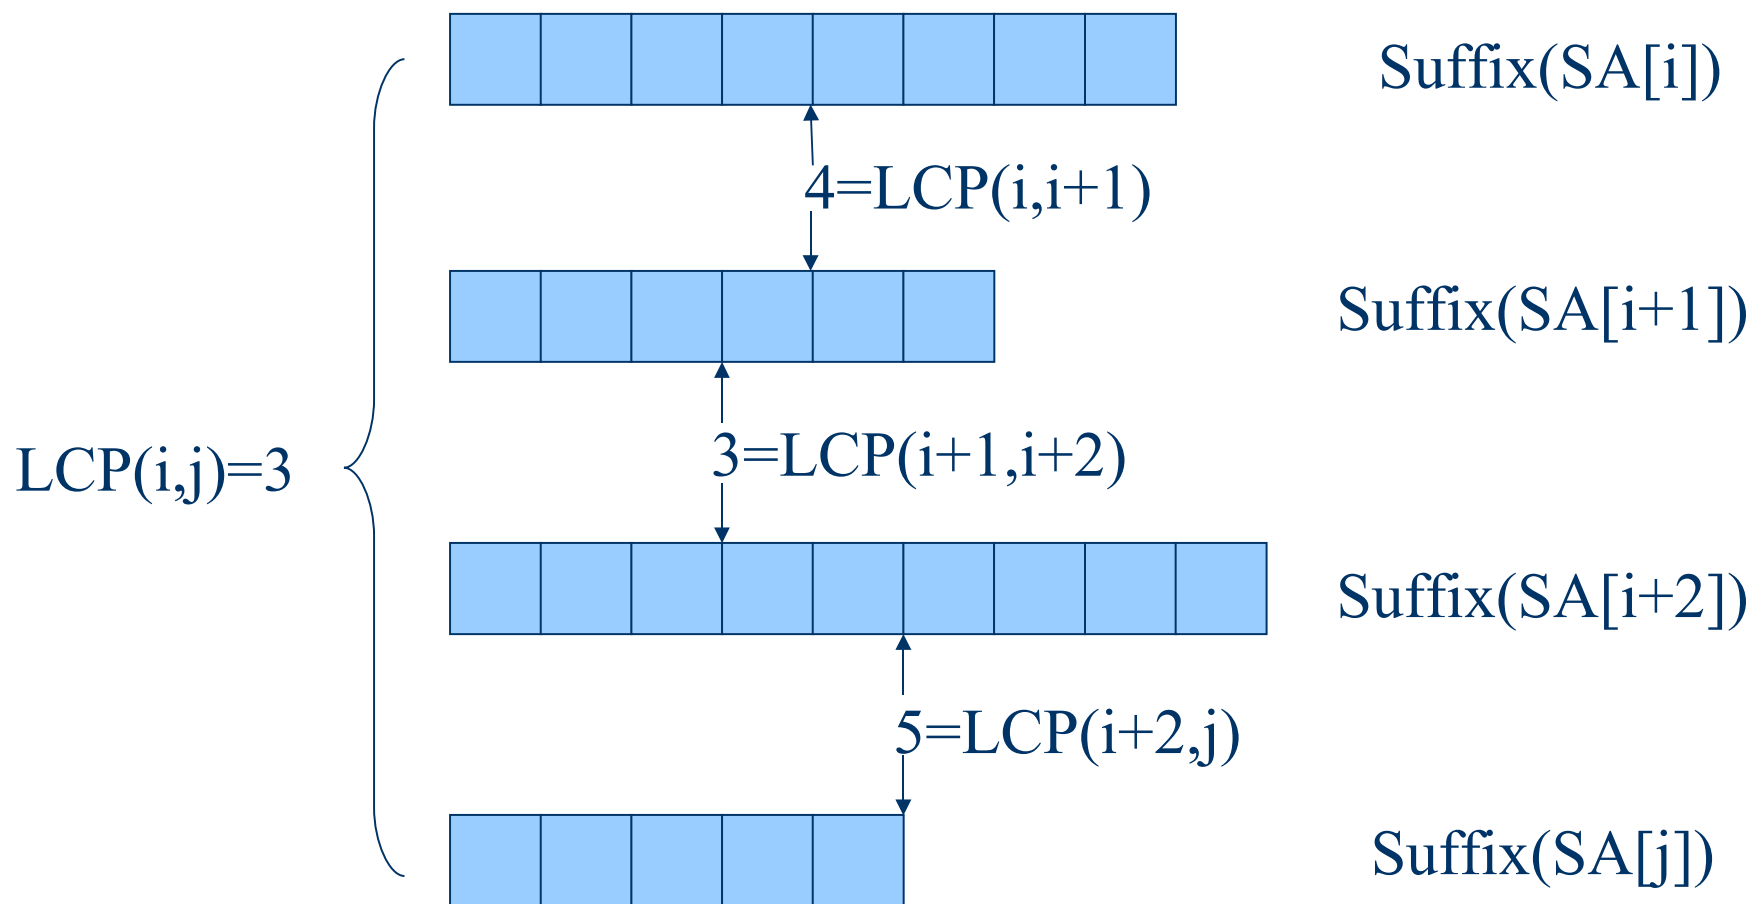 Suffix(SA[i])
4=LCP(i,i+1)
Suffix(SA[i+1])
LCP(i,j)=3
3=LCP(i+1,i+2)
Suffix(SA[i+2])
5=LCP(i+2,j)
Suffix(SA[j])